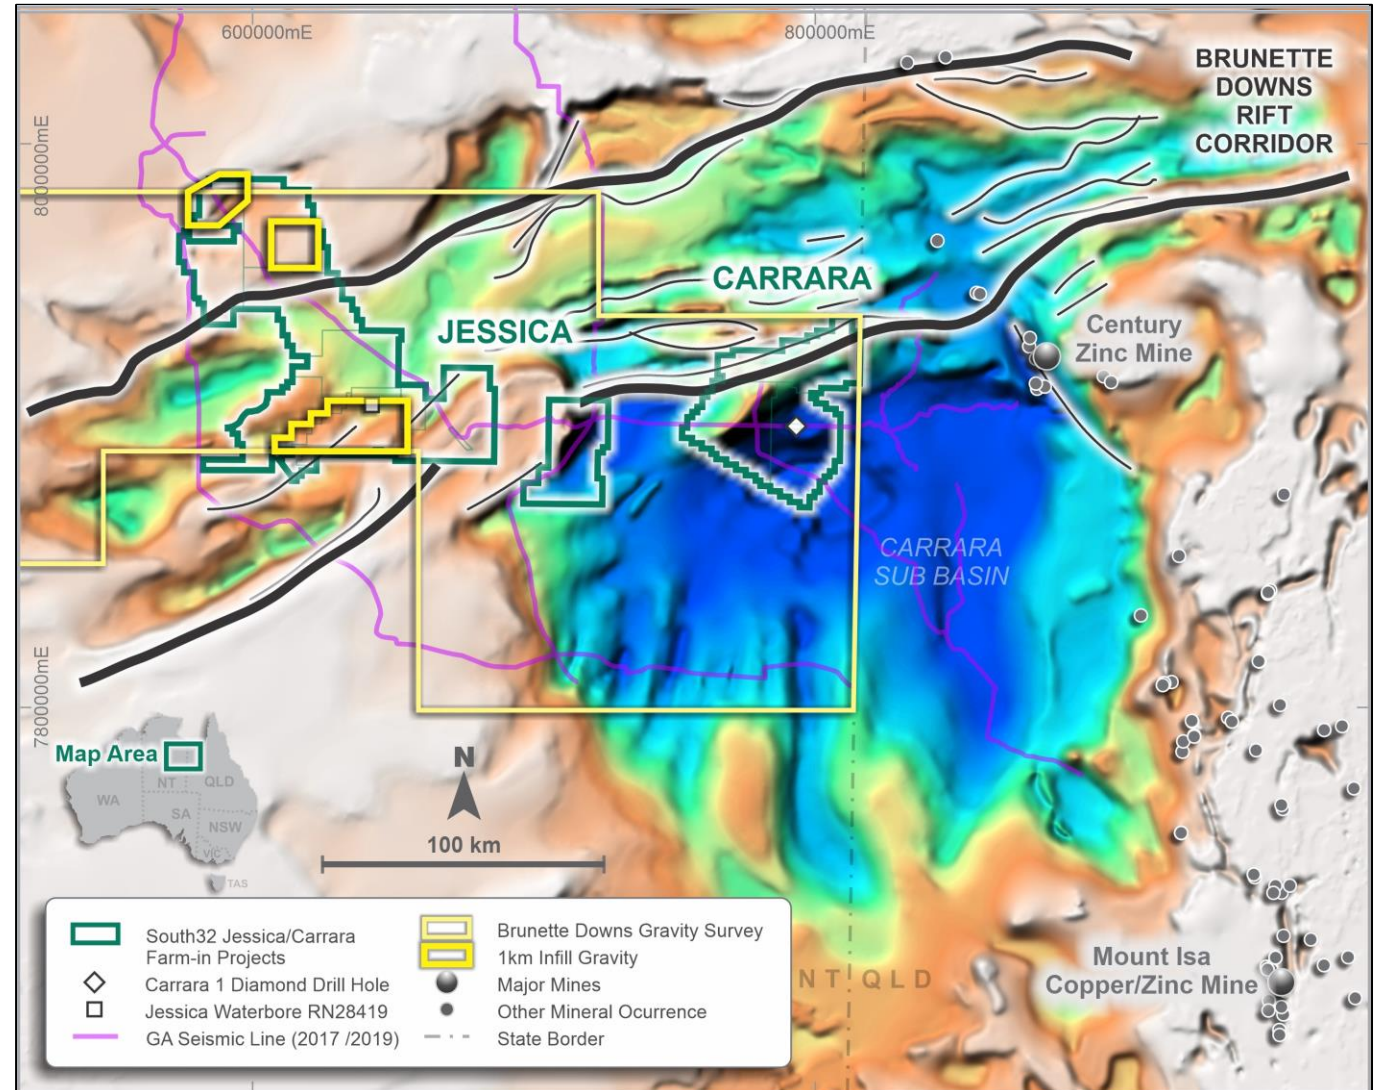 600000mE
800000mE
BRUNETTE
DOWNS
RIFT
CORRIDOR
8000000mE
CARRARA
JESSICA
Century
Zinc Mine
CARRARA
SUB BASIN
7800000mE
Map Area
WA
NT
QLD
SA
NSW
VIC
TAS
N
100 km
South32 Jessica/Carrara
Farm-in Projects
Carrara 1 Diamond Drill Hole
Jessica Waterbore RN28419
GA Seismic Line (2017 /2019)
Brunette Downs Gravity Survey
1km Infill Gravity
Major Mines
Other Mineral Ocurrence
State Border
NT QLD
Mount Isa
Copper/Zinc Mine